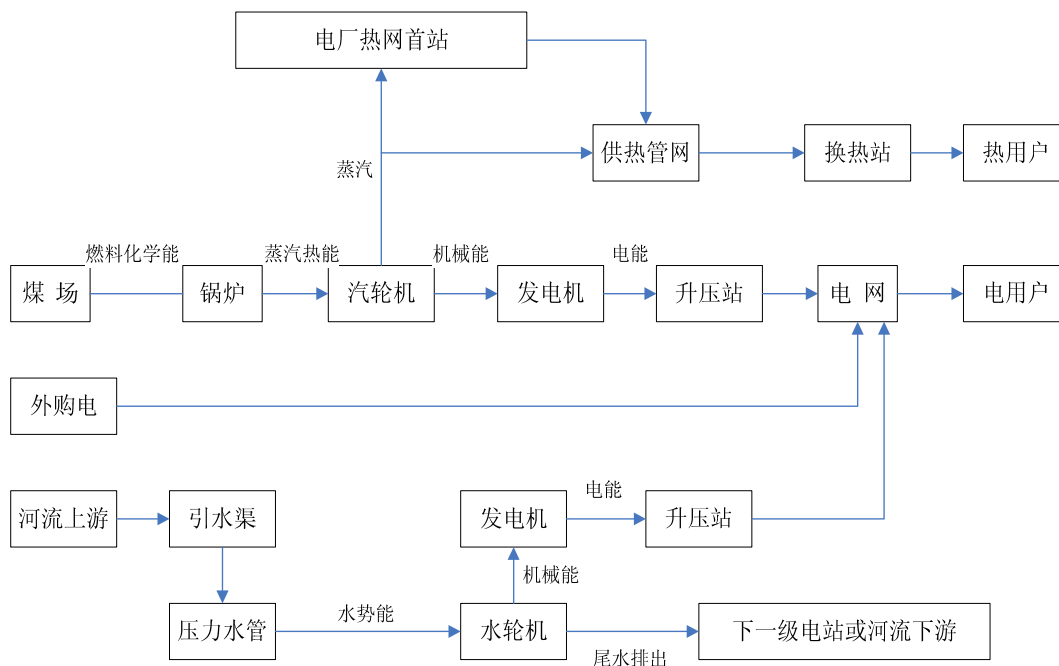 电厂热网首站
供热管网
换热站
热用户
蒸汽
燃料化学能
蒸汽热能
机械能
电能
煤 场
锅炉
汽轮机
发电机
升压站
电 网
电用户
外购电
电能
河流上游
引水渠
发电机
升压站
机械能
水势能
压力水管
水轮机
下一级电站或河流下游
尾水排出